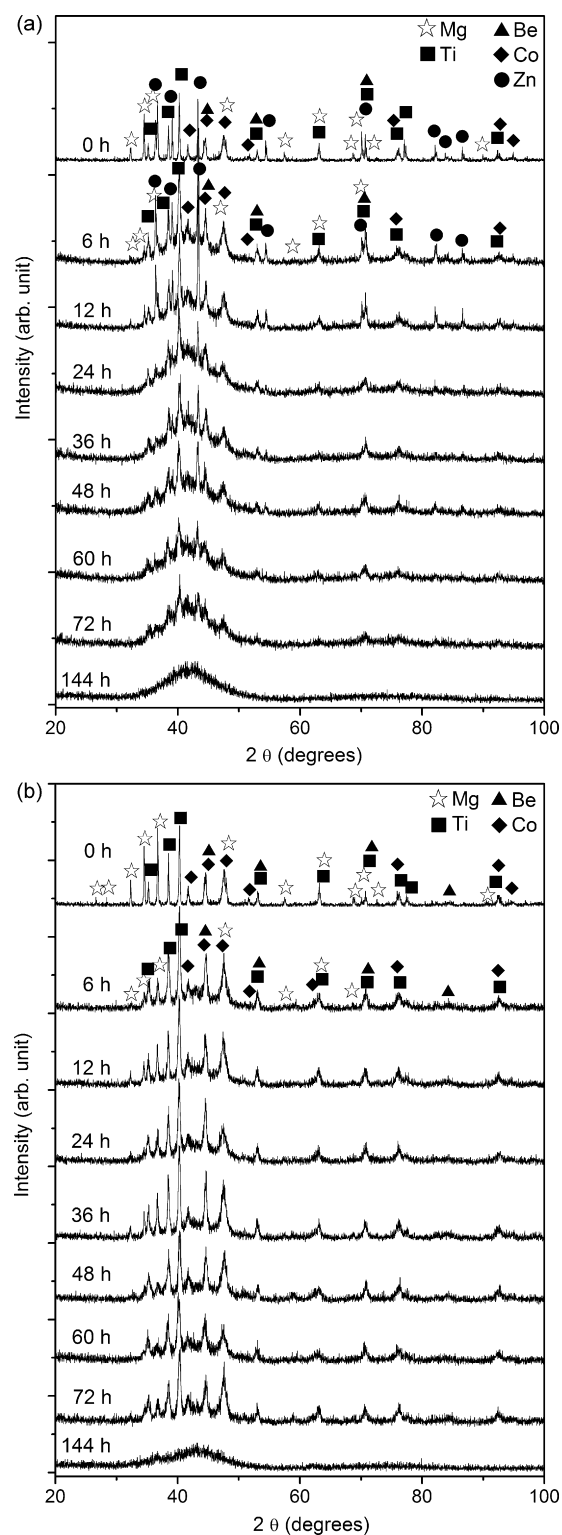 (a)
☆ Mg ▲ Be
■ Ti ◆ Co
● Zn
0 h
6 h
12 h
24 h
36 h
48 h
60 h
72 h
144 h
Intensity (arb. unit)
20 40 60 80 100
2 θ (degrees)
(b)
☆ Mg ▲ Be
■ Ti ◆ Co
0 h
6 h
12 h
24 h
36 h
48 h
60 h
72 h
144 h
Intensity (arb. unit)
20 40 60 80 100
2 θ (degrees)